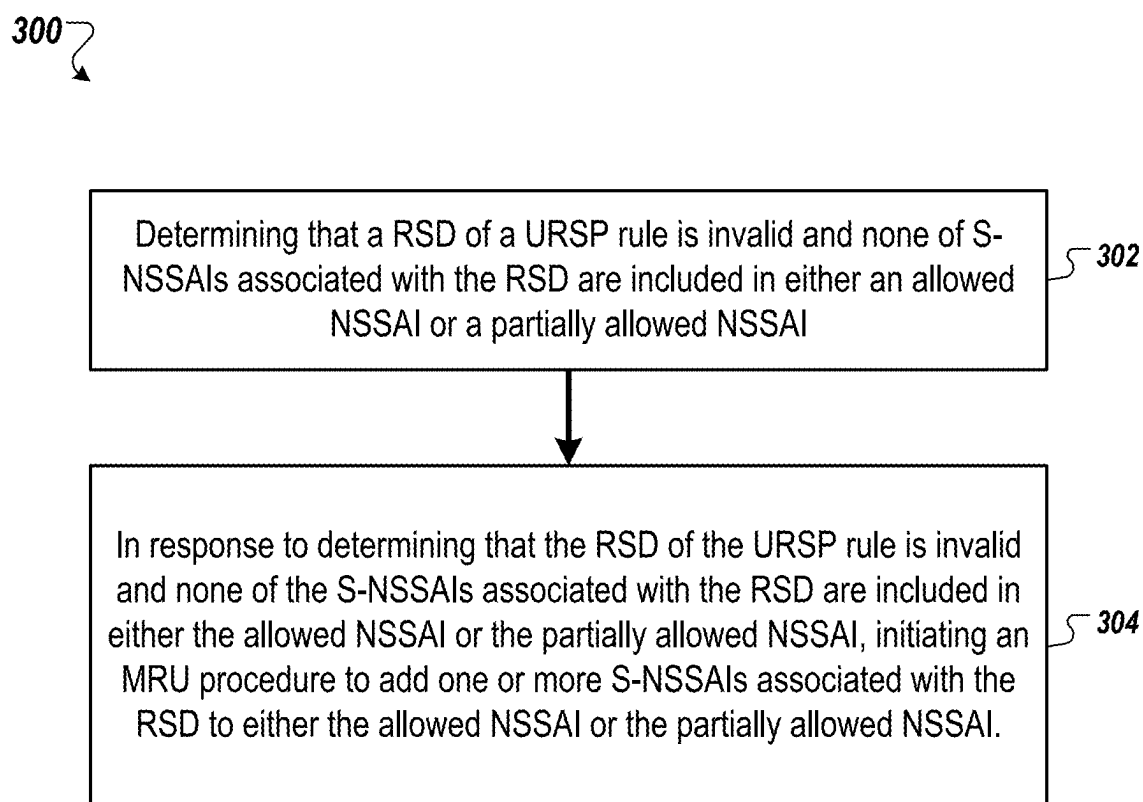 300
Determining that a RSD of a URSP rule is invalid and none of S-
NSSAIs associated with the RSD are included in either an allowed
NSSAI or a partially allowed NSSAI
302
In response to determining that the RSD of the URSP rule is invalid
and none of the S-NSSAIs associated with the RSD are included in
either the allowed NSSAI or the partially allowed NSSAI, initiating an
MRU procedure to add one or more S-NSSAIs associated with the
RSD to either the allowed NSSAI or the partially allowed NSSAI.
304